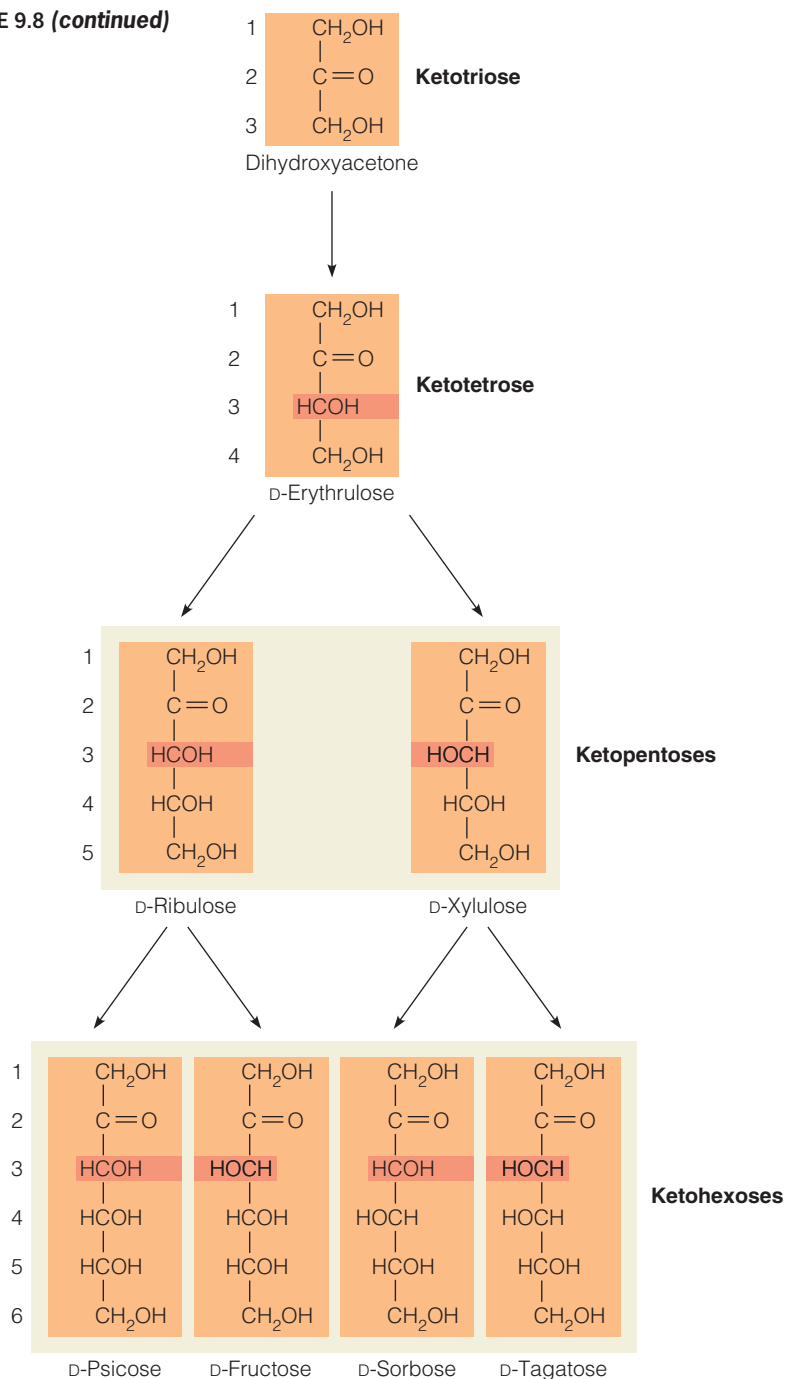 E 9.8 (continued)
1 CH₂OH
2 C=O Ketotriose
3 CH₂OH
Dihydroxyacetone
1 CH₂OH
2 C=O
Ketotetrose
3 HCOH
4 CH₂OH
D-Erythrulose
1 CH₂OH CH₂OH
2 C=O C=O
3 HCOH HOCH Ketopentoses
4 HCOH HCOH
5 CH₂OH CH₂OH
D-Ribulose D-Xylulose
1 CH₂OH CH₂OH CH₂OH CH₂OH
2 C=O C=O C=O C=O
3 HCOH HOCH HCOH HOCH
Ketohexoses
4 HCOH HCOH HOCH HOCH
5 HCOH HCOH HCOH HCOH
6 CH₂OH CH₂OH CH₂OH CH₂OH
D-Psicose D-Fructose D-Sorbose D-Tagatose